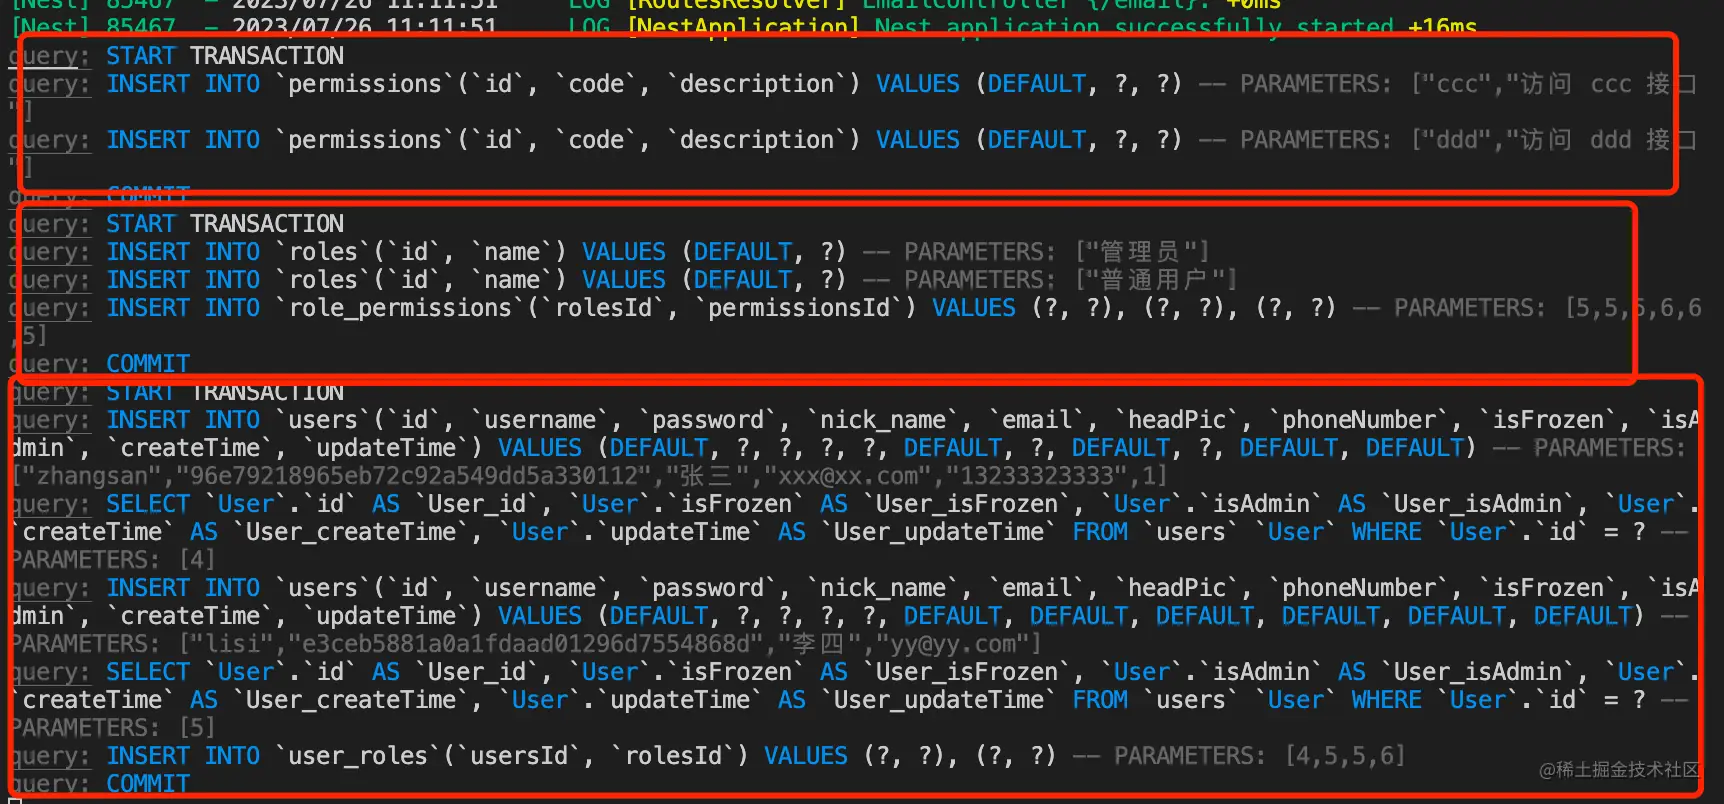 [Nest] 85467  – 2023/07/26 11:11:51     LOG [RoutesResolver] EmailController {/email}: +0ms
[Nest] 85467  – 2023/07/26 11:11:51     LOG [NestApplication] Nest application successfully started +16ms
query: START TRANSACTION
query: INSERT INTO `permissions`(`id`, `code`, `description`) VALUES (DEFAULT, ?, ?) -- PARAMETERS: ["ccc","访问 ccc 接口
"]
query: INSERT INTO `permissions`(`id`, `code`, `description`) VALUES (DEFAULT, ?, ?) -- PARAMETERS: ["ddd","访问 ddd 接口
"]
query: COMMIT
query: START TRANSACTION
query: INSERT INTO `roles`(`id`, `name`) VALUES (DEFAULT, ?) -- PARAMETERS: ["管理员"]
query: INSERT INTO `roles`(`id`, `name`) VALUES (DEFAULT, ?) -- PARAMETERS: ["普通用户"]
query: INSERT INTO `role_permissions`(`rolesId`, `permissionsId`) VALUES (?, ?), (?, ?), (?, ?) -- PARAMETERS: [5,5,5,6,6
,5]
query: COMMIT
query: START TRANSACTION
query: INSERT INTO `users`(`id`, `username`, `password`, `nick_name`, `email`, `headPic`, `phoneNumber`, `isFrozen`, `isA
dmin`, `createTime`, `updateTime`) VALUES (DEFAULT, ?, ?, ?, ?, DEFAULT, ?, DEFAULT, ?, DEFAULT, DEFAULT) -- PARAMETERS:
["zhangsan","96e79218965eb72c92a549dd5a330112","张三","xxx@xx.com","13233323333",1]
query: SELECT `User`.`id` AS `User_id`, `User`.`isFrozen` AS `User_isFrozen`, `User`.`isAdmin` AS `User_isAdmin`, `User`.
`createTime` AS `User_createTime`, `User`.`updateTime` AS `User_updateTime` FROM `users` `User` WHERE `User`.`id` = ? --
PARAMETERS: [4]
query: INSERT INTO `users`(`id`, `username`, `password`, `nick_name`, `email`, `headPic`, `phoneNumber`, `isFrozen`, `isA
dmin`, `createTime`, `updateTime`) VALUES (DEFAULT, ?, ?, ?, ?, DEFAULT, DEFAULT, DEFAULT, DEFAULT, DEFAULT, DEFAULT) --
PARAMETERS: ["lisi","e3ceb5881a0a1fdaad01296d7554868d","李四","yy@yy.com"]
query: SELECT `User`.`id` AS `User_id`, `User`.`isFrozen` AS `User_isFrozen`, `User`.`isAdmin` AS `User_isAdmin`, `User`.
`createTime` AS `User_createTime`, `User`.`updateTime` AS `User_updateTime` FROM `users` `User` WHERE `User`.`id` = ? --
PARAMETERS: [5]
query: INSERT INTO `user_roles`(`usersId`, `rolesId`) VALUES (?, ?), (?, ?) -- PARAMETERS: [4,5,5,6]
query: COMMIT
@稀土掘金技术社区